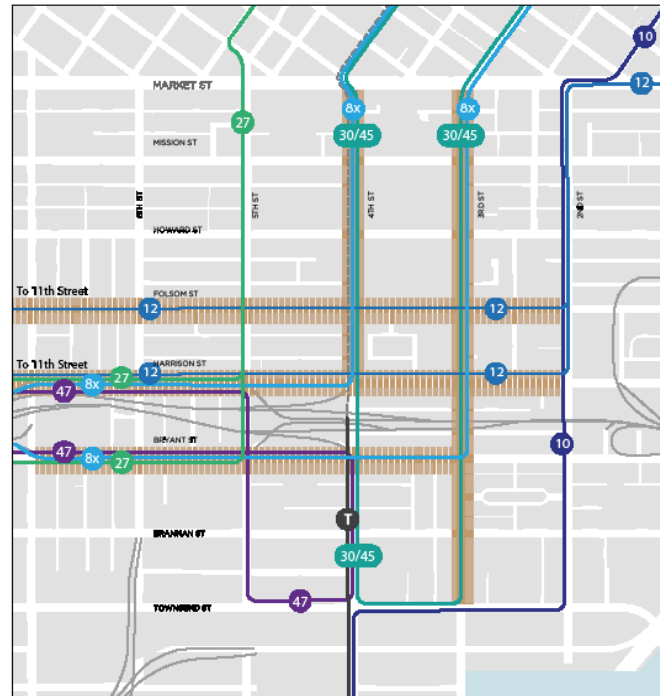 10
12
MARKET ST
8x
8x
27
30/45
30/45
MISSION ST
6TH ST
5TH ST
4TH ST
3RD ST
2ND ST
HOWARD ST
To 11th Street
FOLSOM ST
12
12
To 11th Street
HARRISON ST
27
12
12
8x
47
BRYANT ST
10
47
8x
27
T
BRANNAN ST
30/45
47
TOWNSEND ST